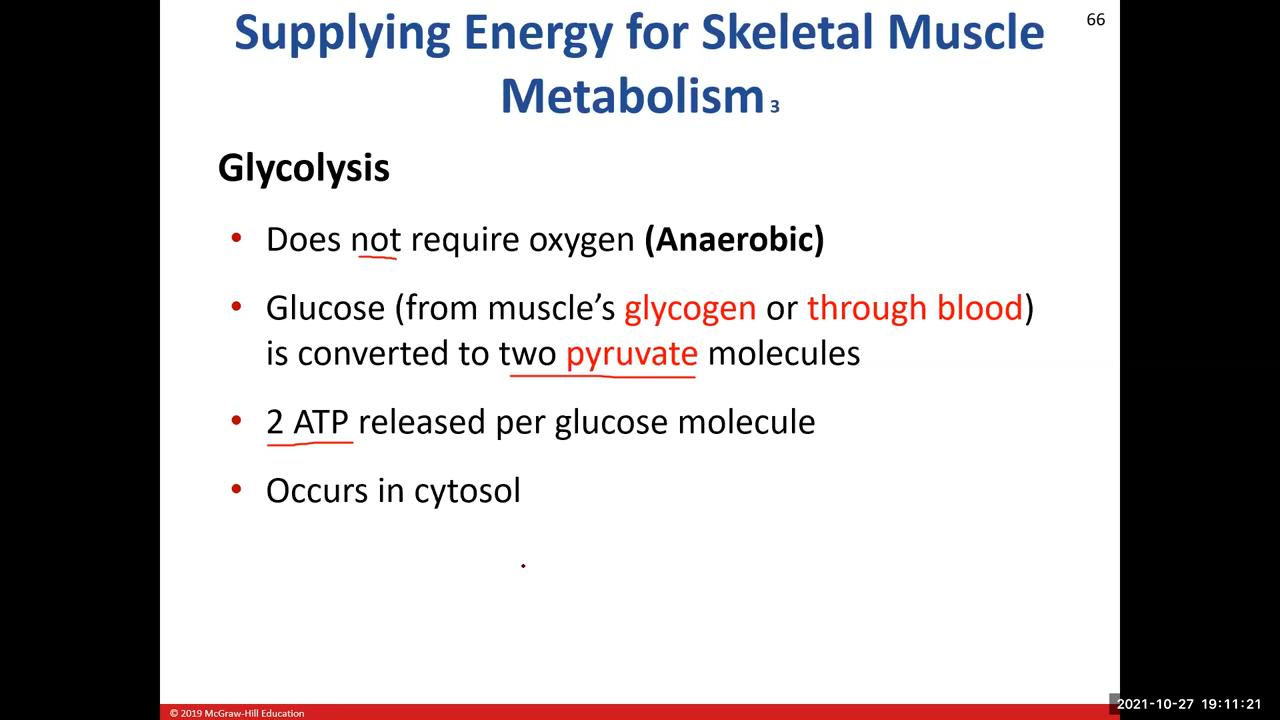 Supplying Energy for Skeletal Muscle
66
Metabolism 3
Glycolysis
• Does not require oxygen (Anaerobic)
• Glucose (from muscle’s glycogen or through blood)
is converted to two pyruvate molecules
• 2 ATP released per glucose molecule
• Occurs in cytosol
© 2019 McGraw-Hill Education
2021-10-27 19:11:21